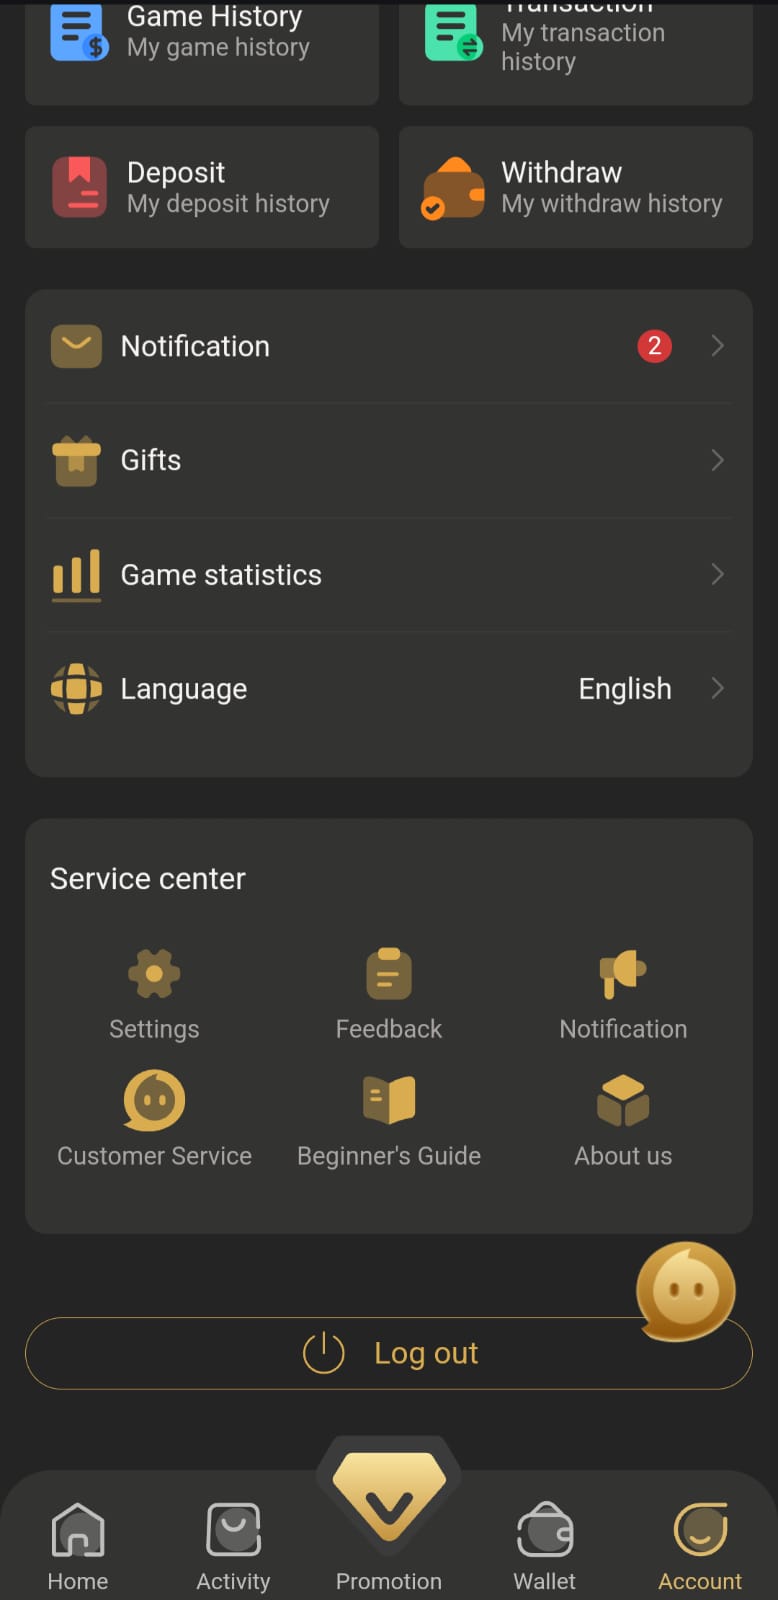 Game History
My game history
Transaction
My transaction
history
Deposit
My deposit history
Withdraw
My withdraw history
Notification
2
Gifts
Game statistics
Language
English
Service center
Settings
Feedback
Notification
Customer Service
Beginner's Guide
About us
Log out
Home
Activity
Promotion
Wallet
Account